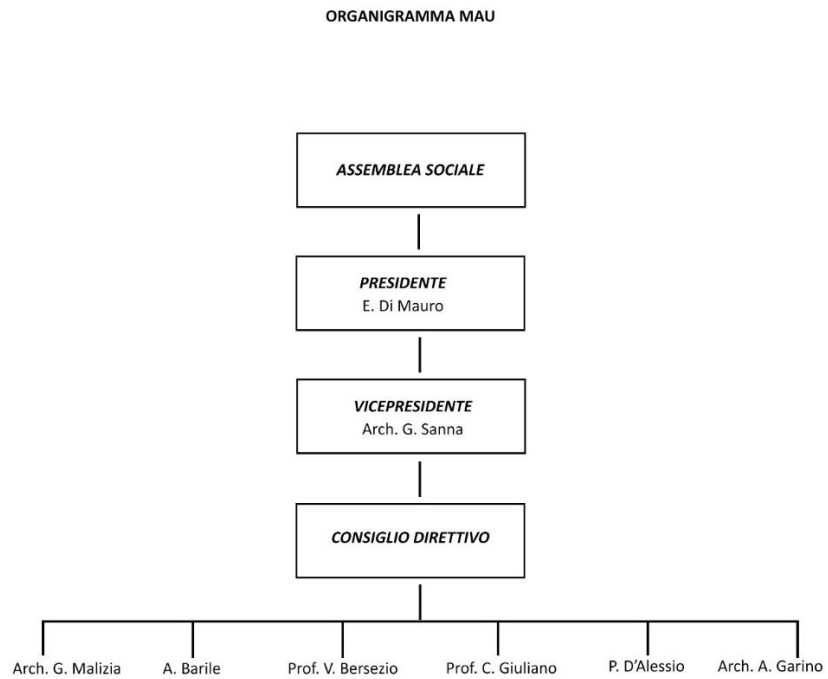 ORGANIGRAMMA MAU
ASSEMBLEA SOCIALE
PRESIDENTE
E. Di Mauro
VICEPRESIDENTE
Arch. G. Sanna
CONSIGLIO DIRETTIVO
Arch. G. Malizia
A. Barile
Prof. V. Bersezio
Prof. C. Giuliano
P. D'Alessio
Arch. A. Garino